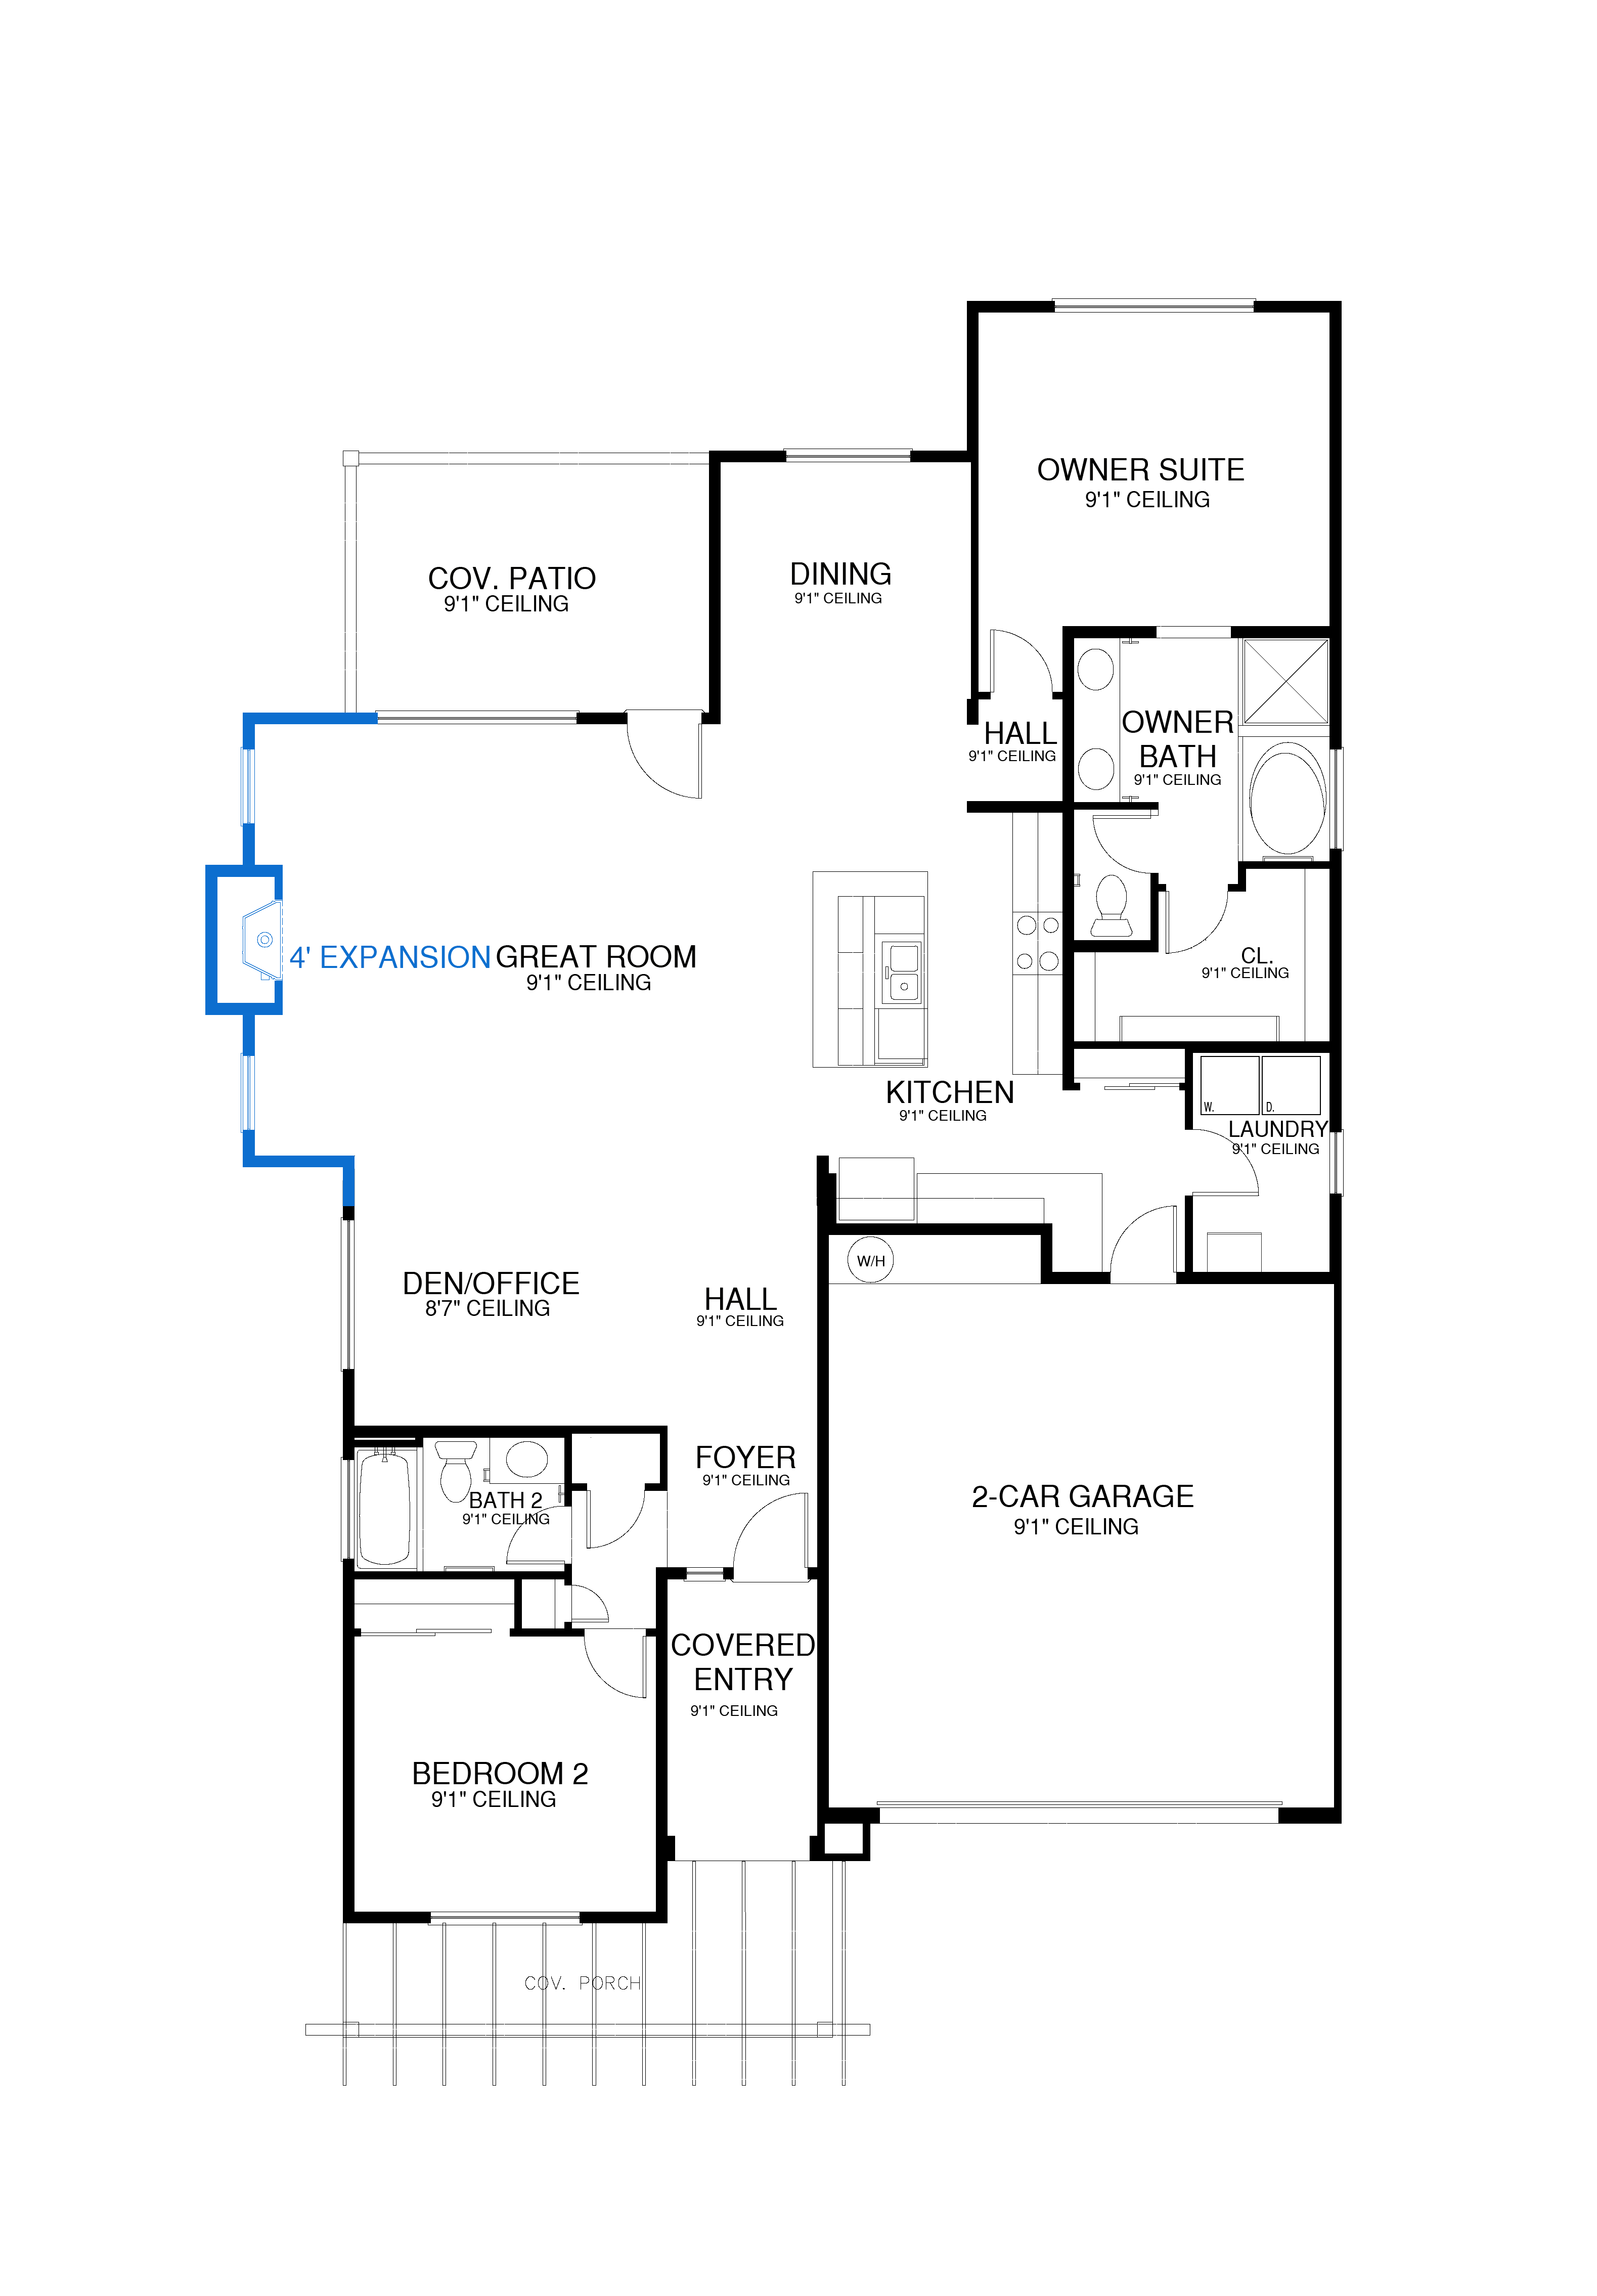 OWNER SUITE
9'1" CEILING
COV. PATIO
9'1" CEILING
DINING
9'1" CEILING
HALL
9'1" CEILING
OWNER
BATH
9'1" CEILING
4' EXPANSION
GREAT ROOM
9'1" CEILING
CL.
9'1" CEILING
KITCHEN
9'1" CEILING
W.
D.
LAUNDRY
9'1" CEILING
W/H
DEN/OFFICE
8'7" CEILING
HALL
9'1" CEILING
FOYER
9'1" CEILING
BATH 2
9'1" CEILING
2-CAR GARAGE
9'1" CEILING
COVERED
ENTRY
9'1" CEILING
BEDROOM 2
9'1" CEILING
COV. PORCH